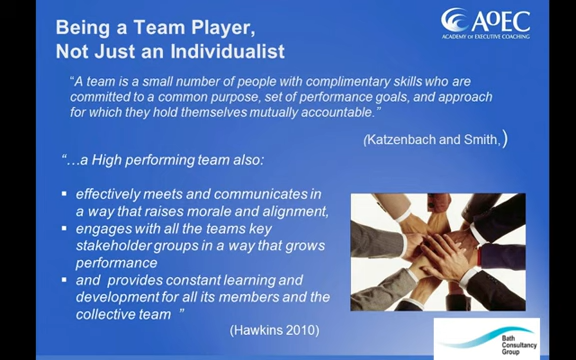 Being a Team Player,
Not Just an Individualist
AOEC
ACADEMY OF EXECUTIVE COACHING
“A team is a small number of people with complimentary skills who are
committed to a common purpose, set of performance goals, and approach
for which they hold themselves mutually accountable.”
(Katzenbach and Smith,)
“…a High performing team also:
▪ effectively meets and communicates in
a way that raises morale and alignment,
▪ engages with all the teams key
stakeholder groups in a way that grows
performance
▪ and provides constant learning and
development for all its members and the
collective team ”
(Hawkins 2010)
Bath
Consultancy
Group